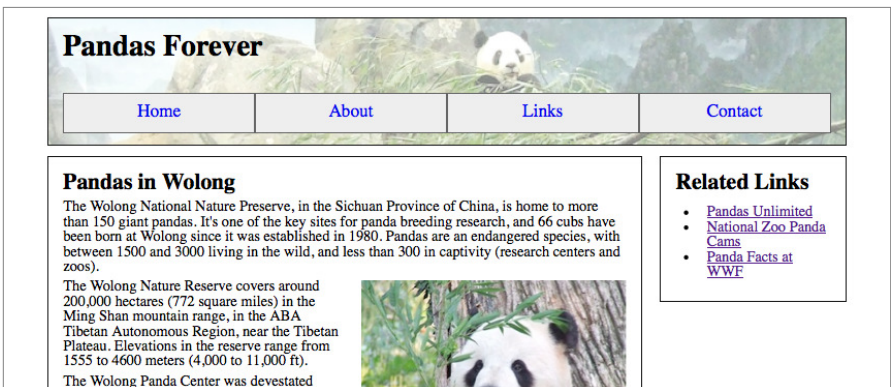 Pandas Forever
Home About Links Contact
Pandas in Wolong
The Wolong National Nature Preserve, in the Sichuan Province of China, is home to more
than 150 giant pandas. It's one of the key sites for panda breeding research, and 66 cubs have
been born at Wolong since it was established in 1980. Pandas are an endangered species, with
between 1500 and 3000 living in the wild, and less than 300 in captivity (research centers and
zoos).
The Wolong Nature Reserve covers around
200,000 hectares (772 square miles) in the
Ming Shan mountain range, in the ABA
Tibetan Autonomous Region, near the Tibetan
Plateau. Elevations in the reserve range from
1555 to 4600 meters (4,000 to 11,000 ft).
The Wolong Panda Center was devestated
Related Links
Pandas Unlimited
National Zoo Panda
Cams
Panda Facts at
WWF